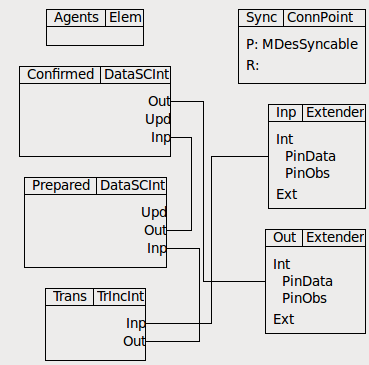 Agents Elem
Confirmed DataSCInt
Out
Upd
Inp
Prepared DataSCInt
Upd
Out
Inp
Trans TrIncInt
Inp
Out
Sync ConnPoint
P: MDesSyncable
R:
Inp Extender
Int
PinData
PinObs
Ext
Out Extender
Int
PinData
PinObs
Ext